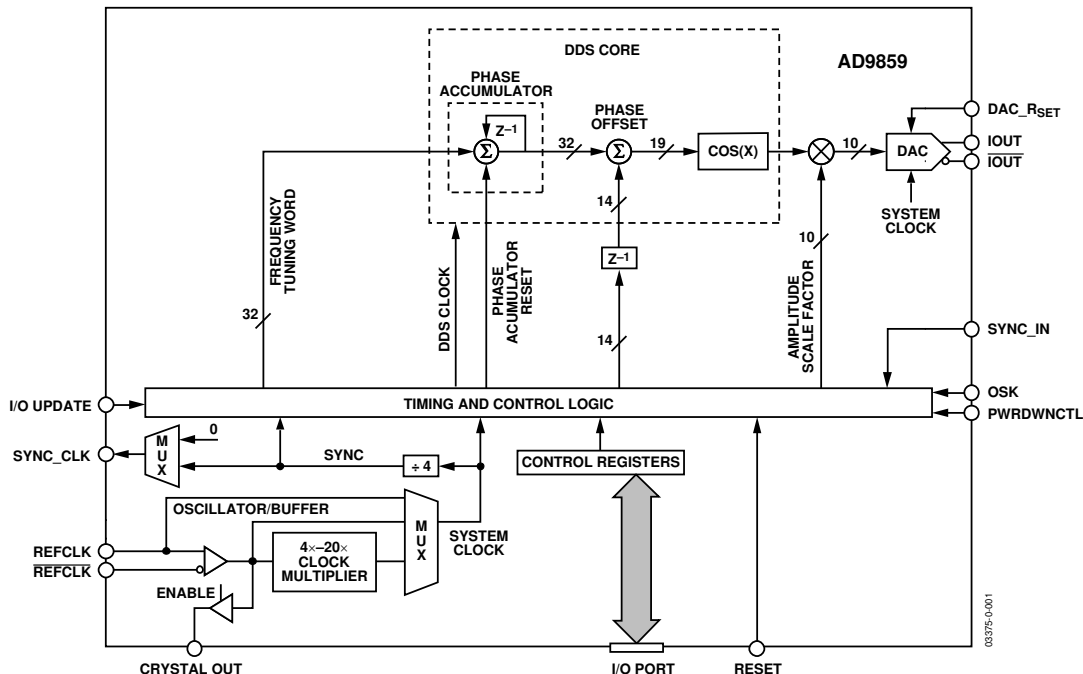 DDS CORE
AD9859
PHASE
ACCUMULATOR
Z–1
Σ
32
PHASE
OFFSET
Σ
19
COS(X)
10
DAC
DAC_RSET
IOUT
IOUT
SYSTEM
CLOCK
14
Z–1
14
10
FREQUENCY
TUNING WORD
32
DDS CLOCK
PHASE
ACUMULATOR
RESET
AMPLITUDE
SCALE FACTOR
SYNC_IN
I/O UPDATE
TIMING AND CONTROL LOGIC
OSK
PWRDWNCTL
SYNC_CLK
MUX
0
SYNC
÷ 4
CONTROL REGISTERS
OSCILLATOR/BUFFER
REFCLK
REFCLK
4×–20×
CLOCK
MULTIPLIER
MUX
SYSTEM
CLOCK
ENABLE
CRYSTAL OUT
I/O PORT
RESET
03375-0-001